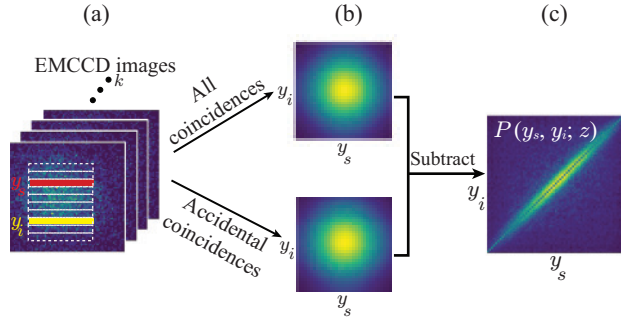 (a)
(b)
(c)
EMCCD images
k
y_s
y_i
All
coincidences
Accidental
coincidences
y_i
y_s
y_i
y_s
Subtract
P(y_s, y_i; z)
y_i
y_s